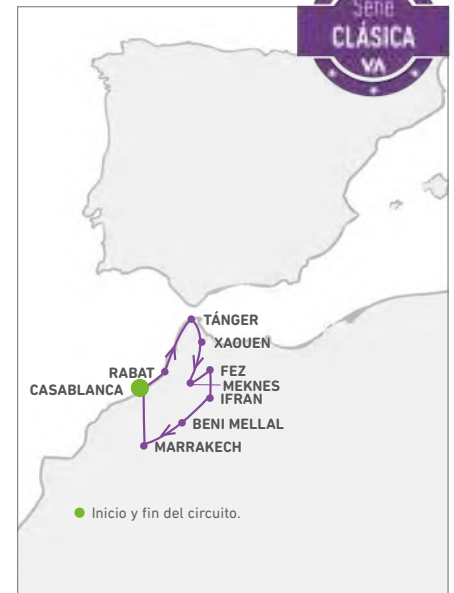 Serie
CLÁSICA
VA
TÁNGER
XAOUEN
RABAT
FEZ
CASABLANCA
MEKNES
IFRAN
BENI MELLAL
MARRAKECH
Inicio y fin del circuito.